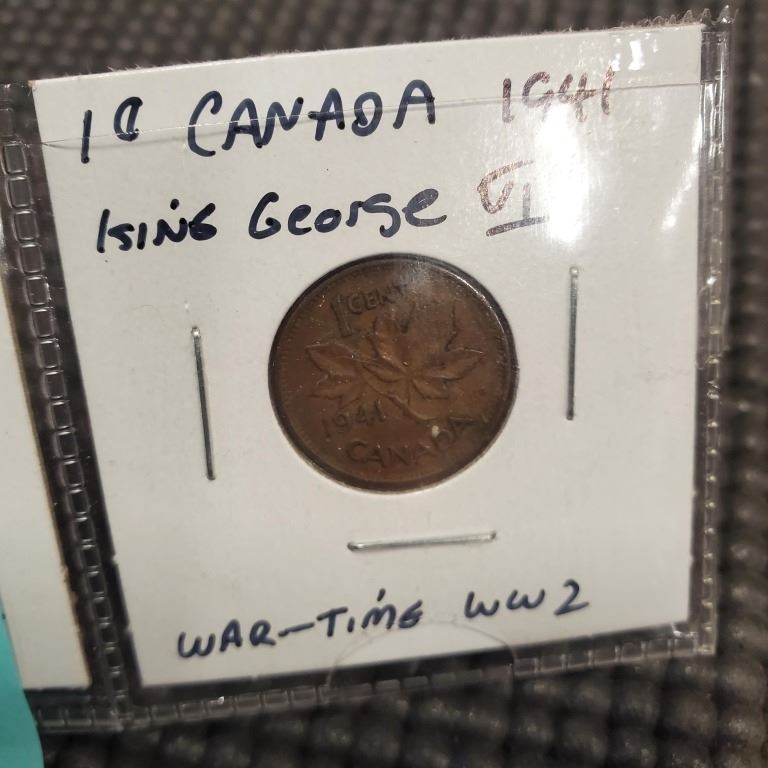 1¢ CANADA 1941
KING George VI
1 CENT
1941
CANADA
WAR-TIME WW2